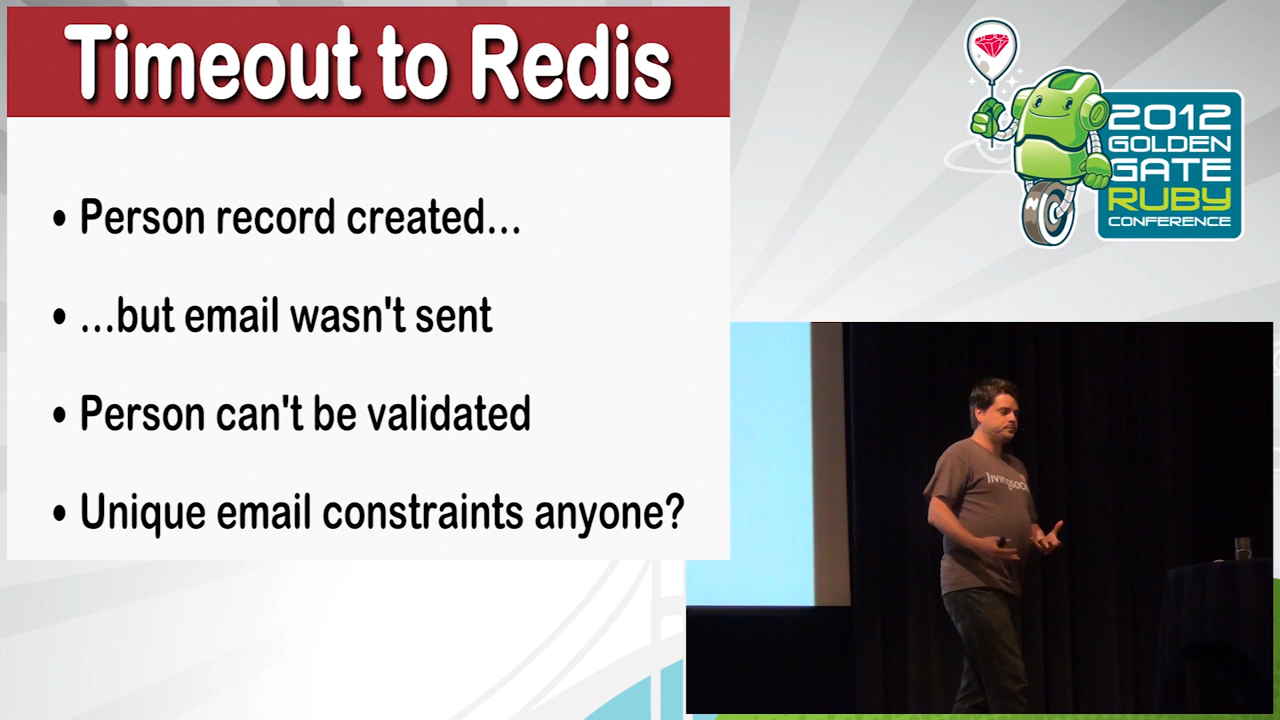 Timeout to Redis
• Person record created...
• ...but email wasn't sent
• Person can't be validated
• Unique email constraints anyone?
2012
GOLDEN
GATE
RUBY
CONFERENCE